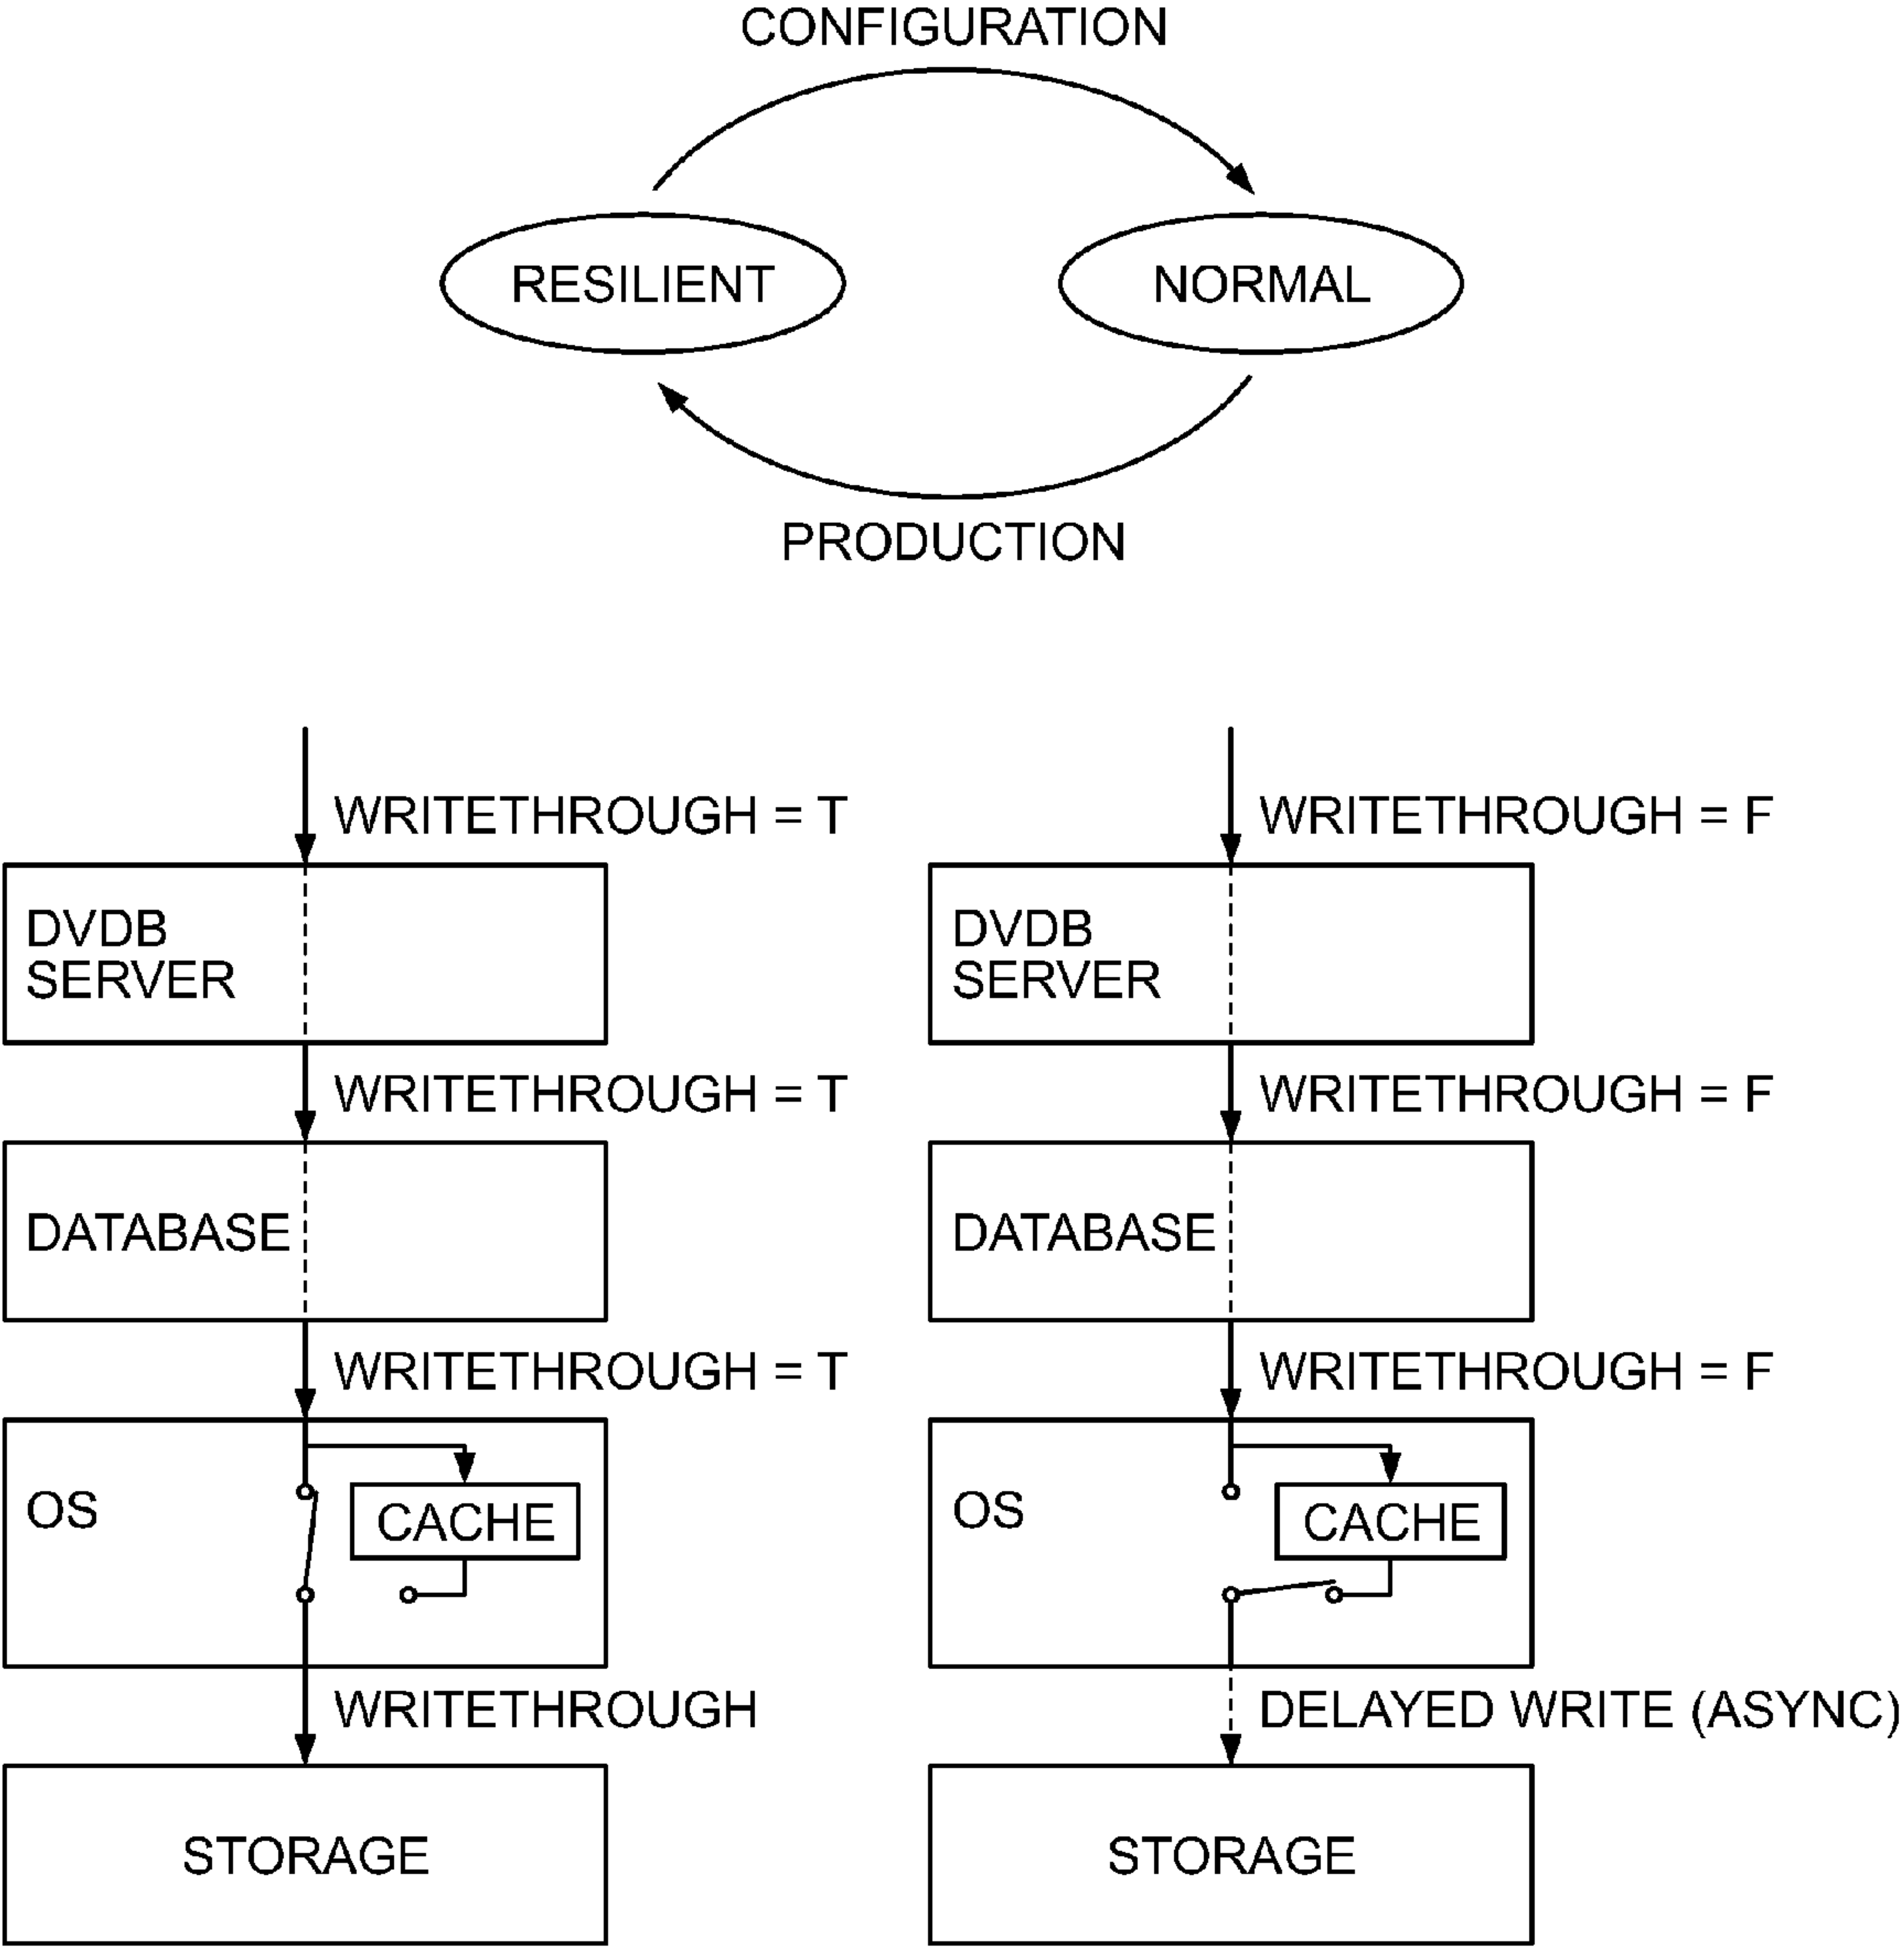 CONFIGURATION
RESILIENT
NORMAL
PRODUCTION
WRITETHROUGH = T
DVDB
SERVER
WRITETHROUGH = T
DATABASE
WRITETHROUGH = T
OS
CACHE
WRITETHROUGH
STORAGE
WRITETHROUGH = F
DVDB
SERVER
WRITETHROUGH = F
DATABASE
WRITETHROUGH = F
OS
CACHE
DELAYED WRITE (ASYNC)
STORAGE